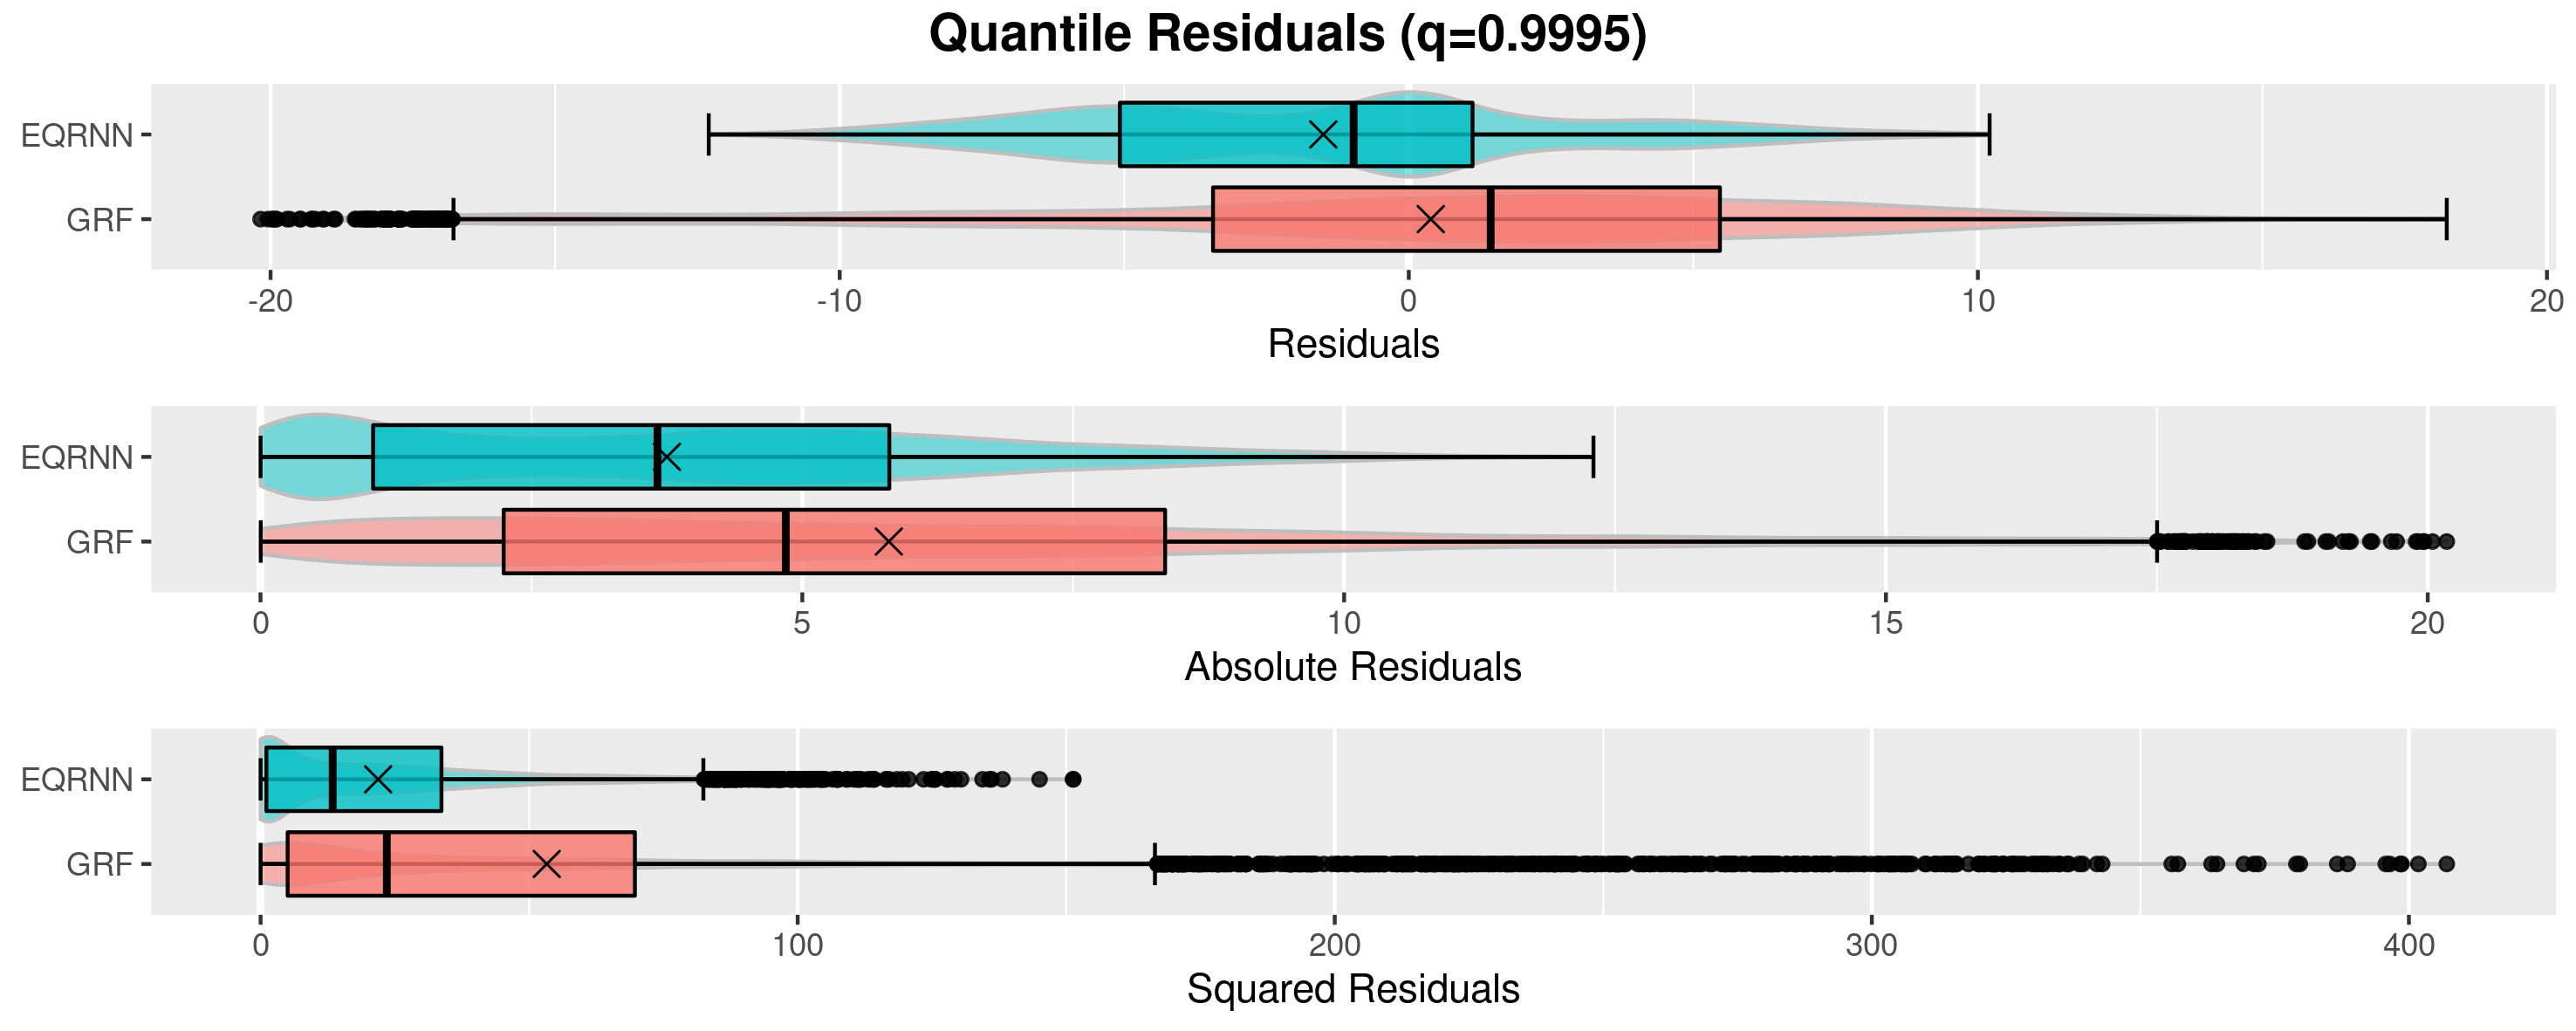 Quantile Residuals (q=0.9995)
EQRNN
GRF
-20 -10 0 10 20
Residuals
EQRNN
GRF
0 5 10 15 20
Absolute Residuals
EQRNN
GRF
0 100 200 300 400
Squared Residuals